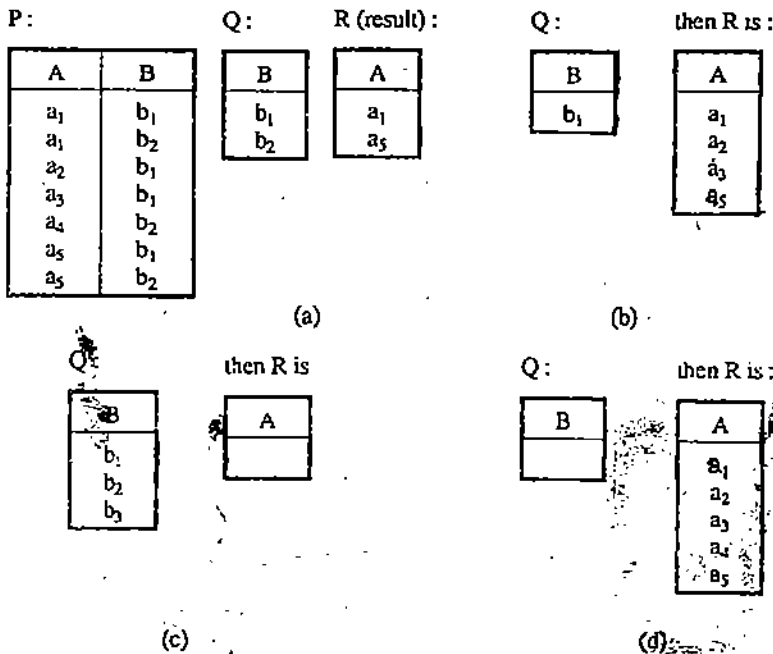 P : Q : R (result) : Q : then R is :
A B B A B A
a₁ b₁ b₁ a₁ b₁ a₁
a₁ b₂ b₂ a₅ a₂
a₂ b₁ a₃
a₃ b₁ a₅
a₄ b₂
a₅ b₁
a₅ b₂
(a) (b)
Q then R is Q : then R is :
B A B A
b₁ a₁
b₂ a₂
b₃ a₃
a₄
a₅
(c) (d)